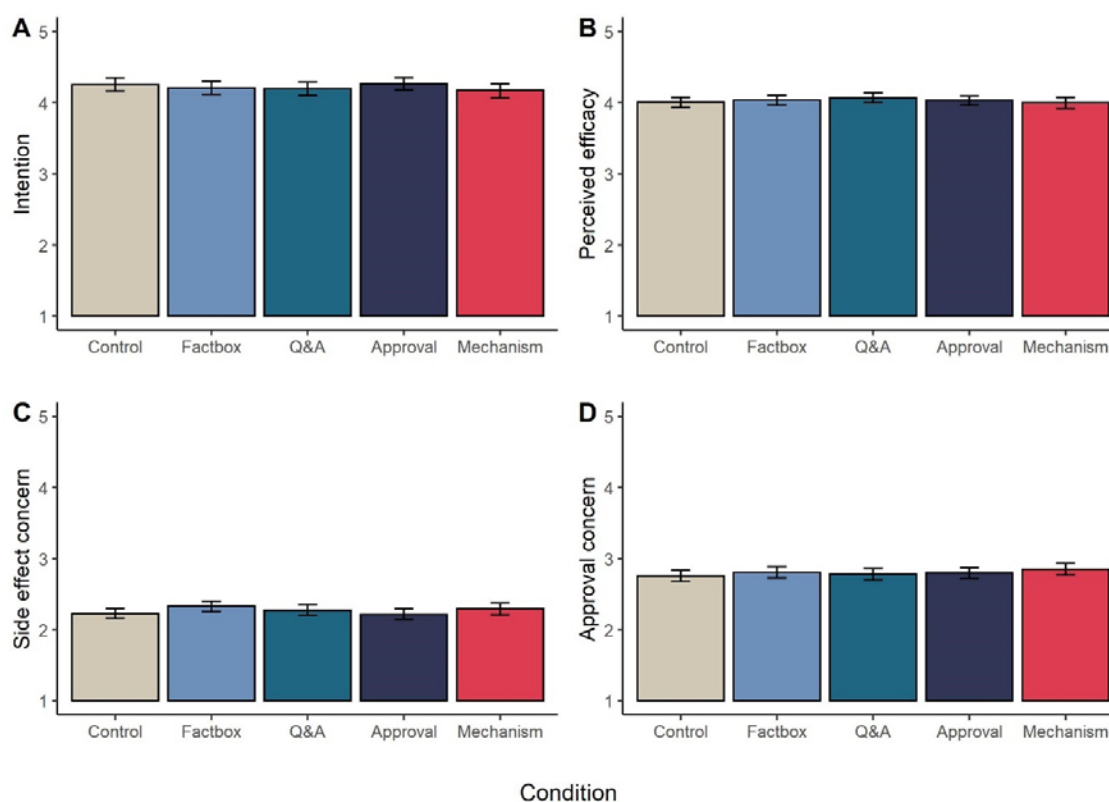 A
B
5
4
3
2
1
Intention
Control Factbox Q&A Approval Mechanism
5
4
3
2
1
Perceived efficacy
Control Factbox Q&A Approval Mechanism
C
D
5
4
3
2
1
Side effect concern
Control Factbox Q&A Approval Mechanism
5
4
3
2
1
Approval concern
Control Factbox Q&A Approval Mechanism
Condition